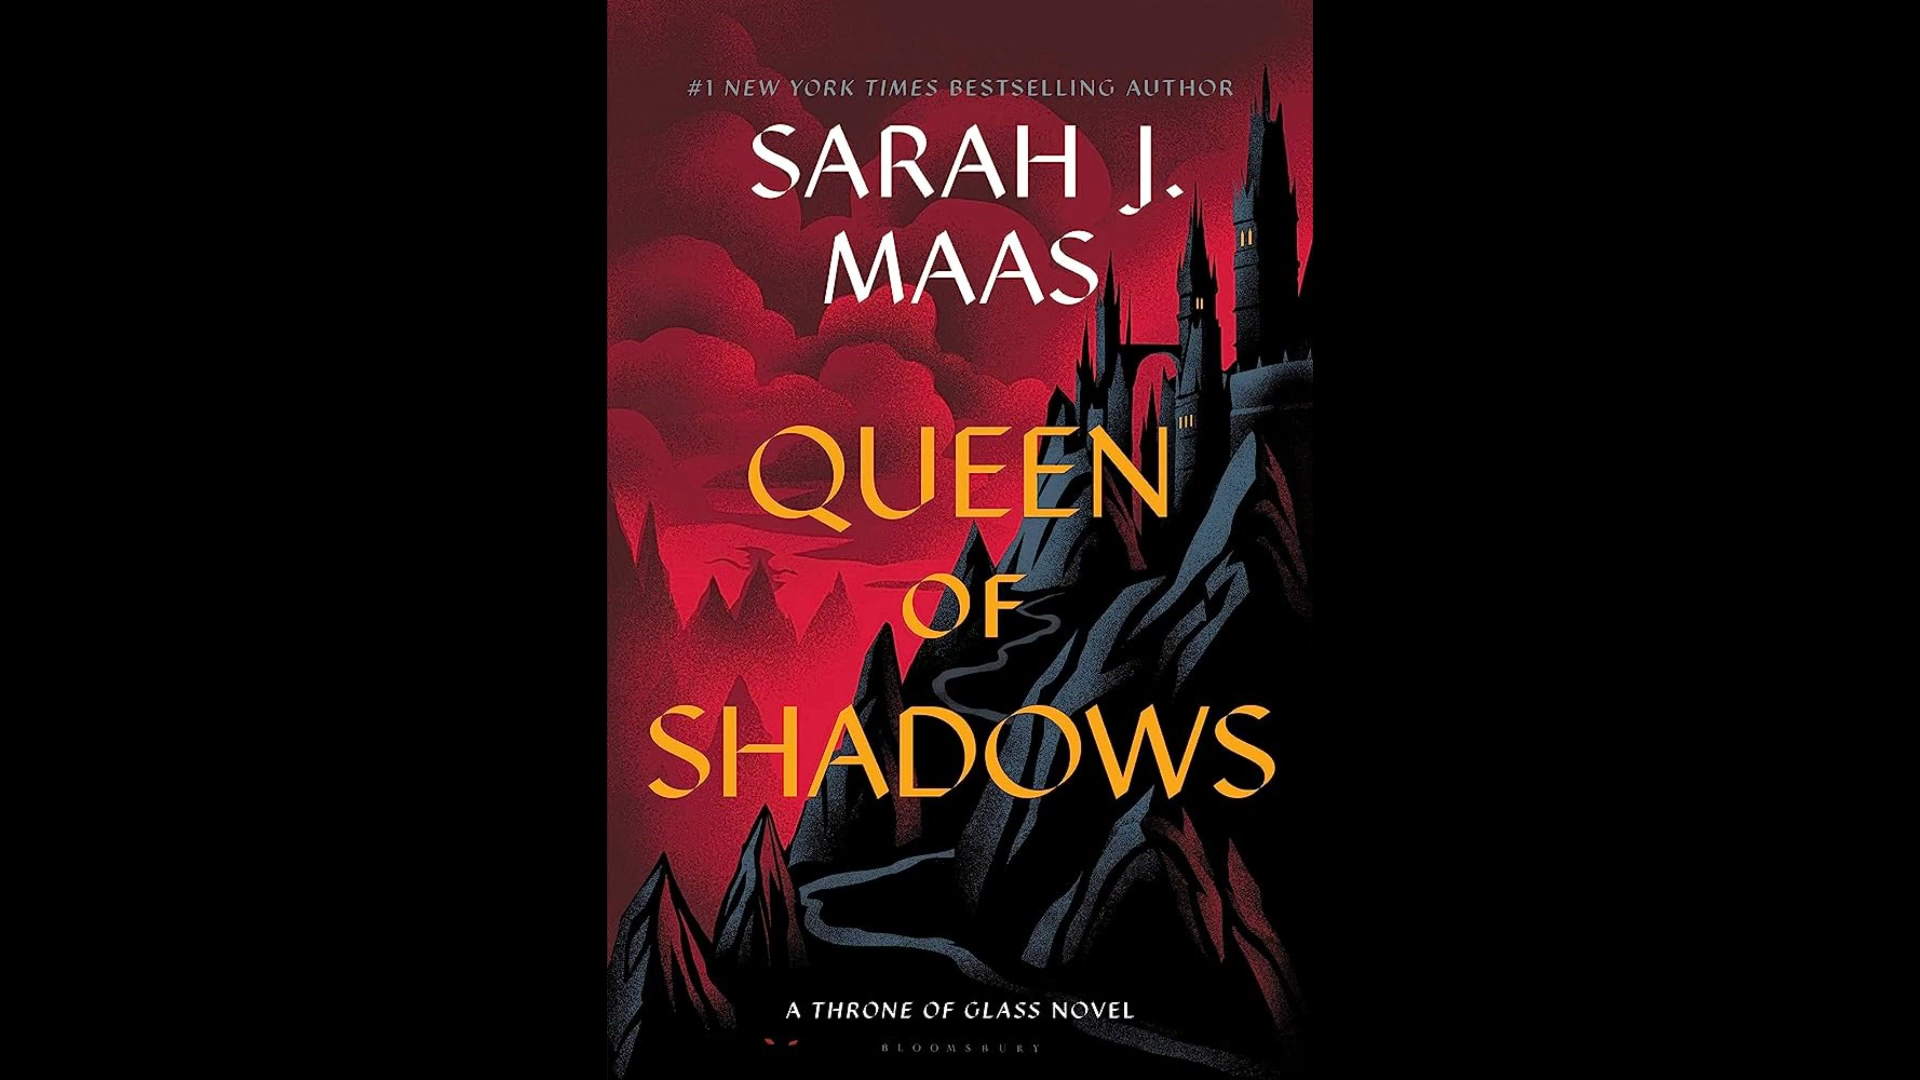 #1 NEW YORK TIMES BESTSELLING AUTHOR
SARAH J.
MAAS
QUEEN
OF
SHADOWS
A THRONE OF GLASS NOVEL
BLOOMSBURY